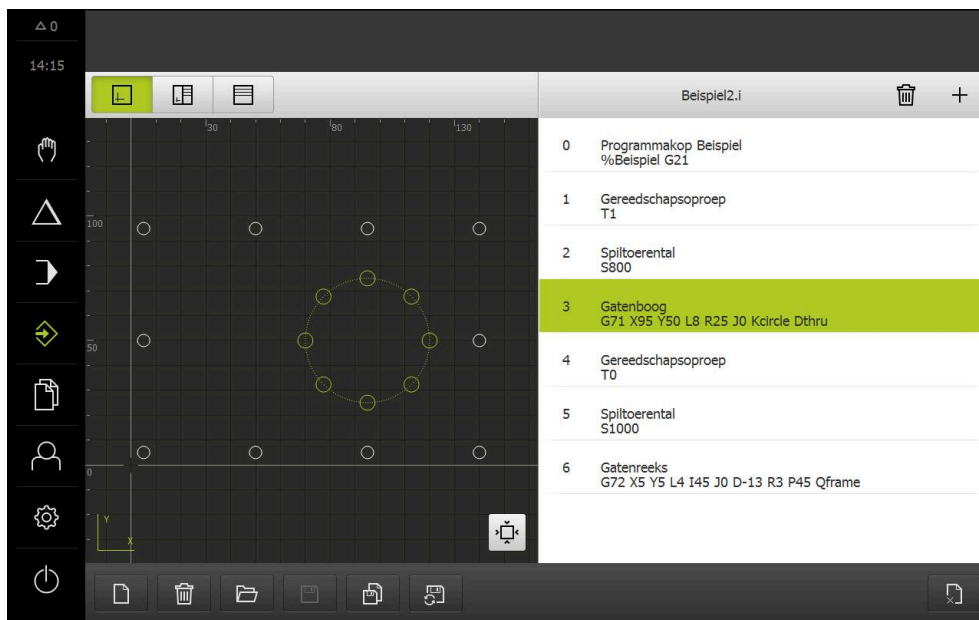 0
14:15
Beispiel2.i
30
80
130
100
50
0
Y
X
0 Programmakop Beispiel
%Beispiel G21
1 Gereedschapsoproep
T1
2 Spiltoerental
S800
3 Gatenboog
G71 X95 Y50 L8 R25 J0 Kcircle Dthru
4 Gereedschapsoproep
T0
5 Spiltoerental
S1000
6 Gatenreeks
G72 X5 Y5 L4 I45 J0 D-13 R3 P45 Qframe